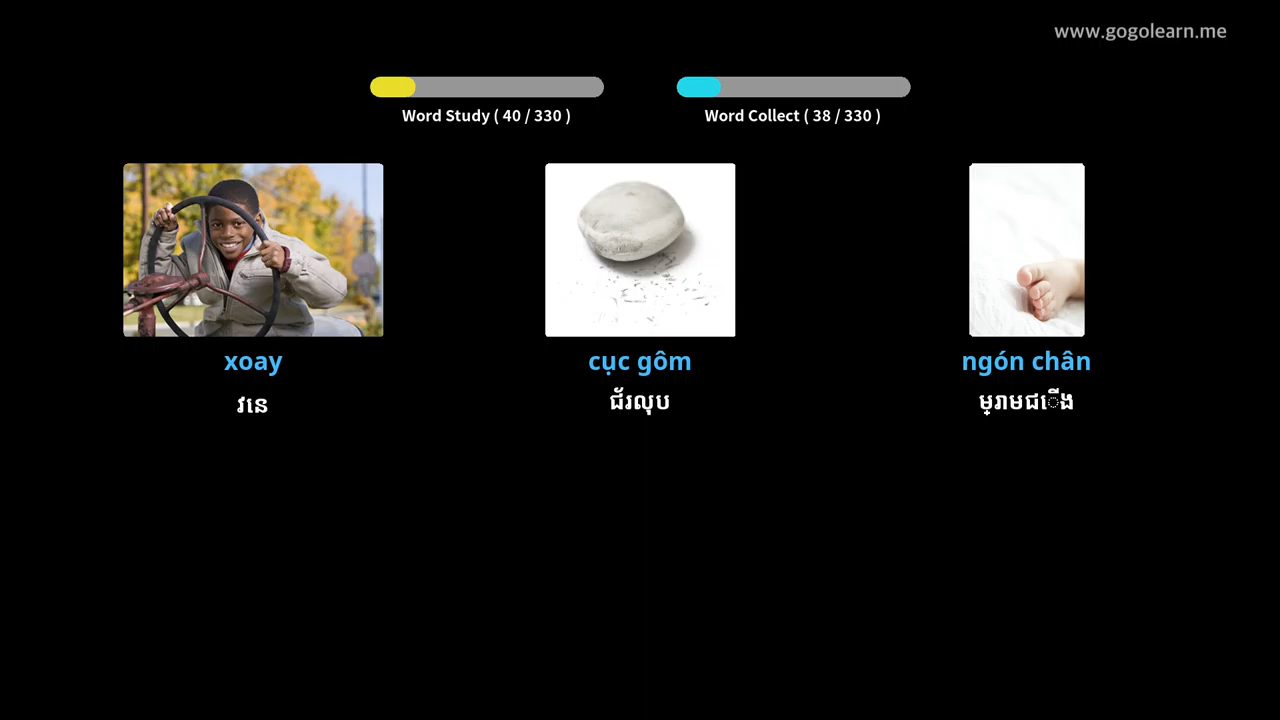 www.gogolearn.me
Word Study ( 40 / 330 )
Word Collect ( 38 / 330 )
xoay
cục gôm
ngón chân
វនេ
ជ័រលុប
ម្រាមជេីង